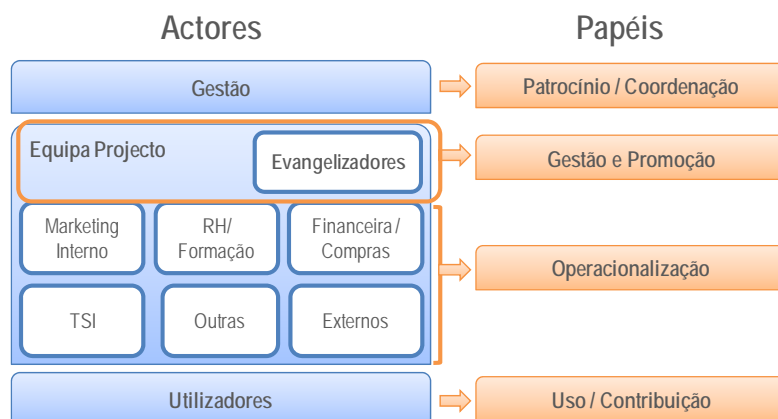 Actores
Papéis
Gestão
Patrocínio / Coordenação
Equipa Projecto
Evangelizadores
Gestão e Promoção
Marketing
Interno
RH/
Formação
Financeira /
Compras
Operacionalização
TSI
Outras
Externos
Utilizadores
Uso / Contribuição